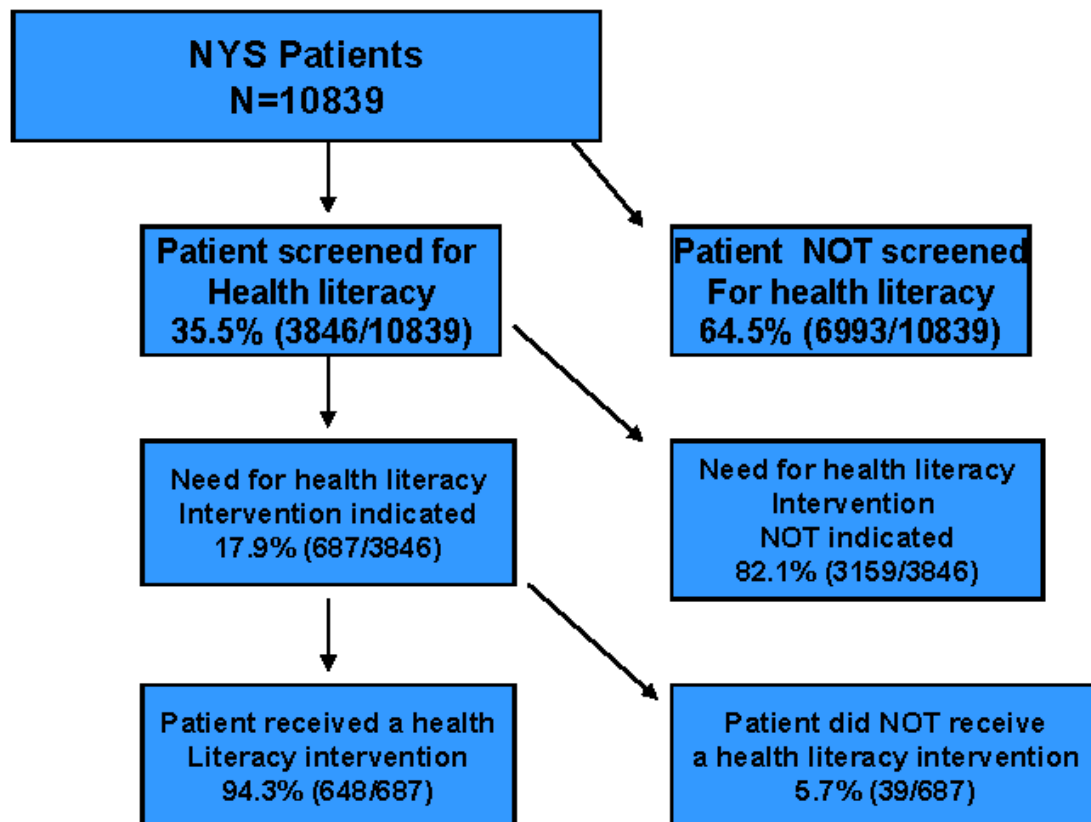 NYS Patients
N=10839
Patient screened for
Health literacy
35.5% (3846/10839)
Patient NOT screened
For health literacy
64.5% (6993/10839)
Need for health literacy
Intervention indicated
17.9% (687/3846)
Need for health literacy
Intervention
NOT indicated
82.1% (3159/3846)
Patient received a health
Literacy intervention
94.3% (648/687)
Patient did NOT receive
a health literacy intervention
5.7% (39/687)